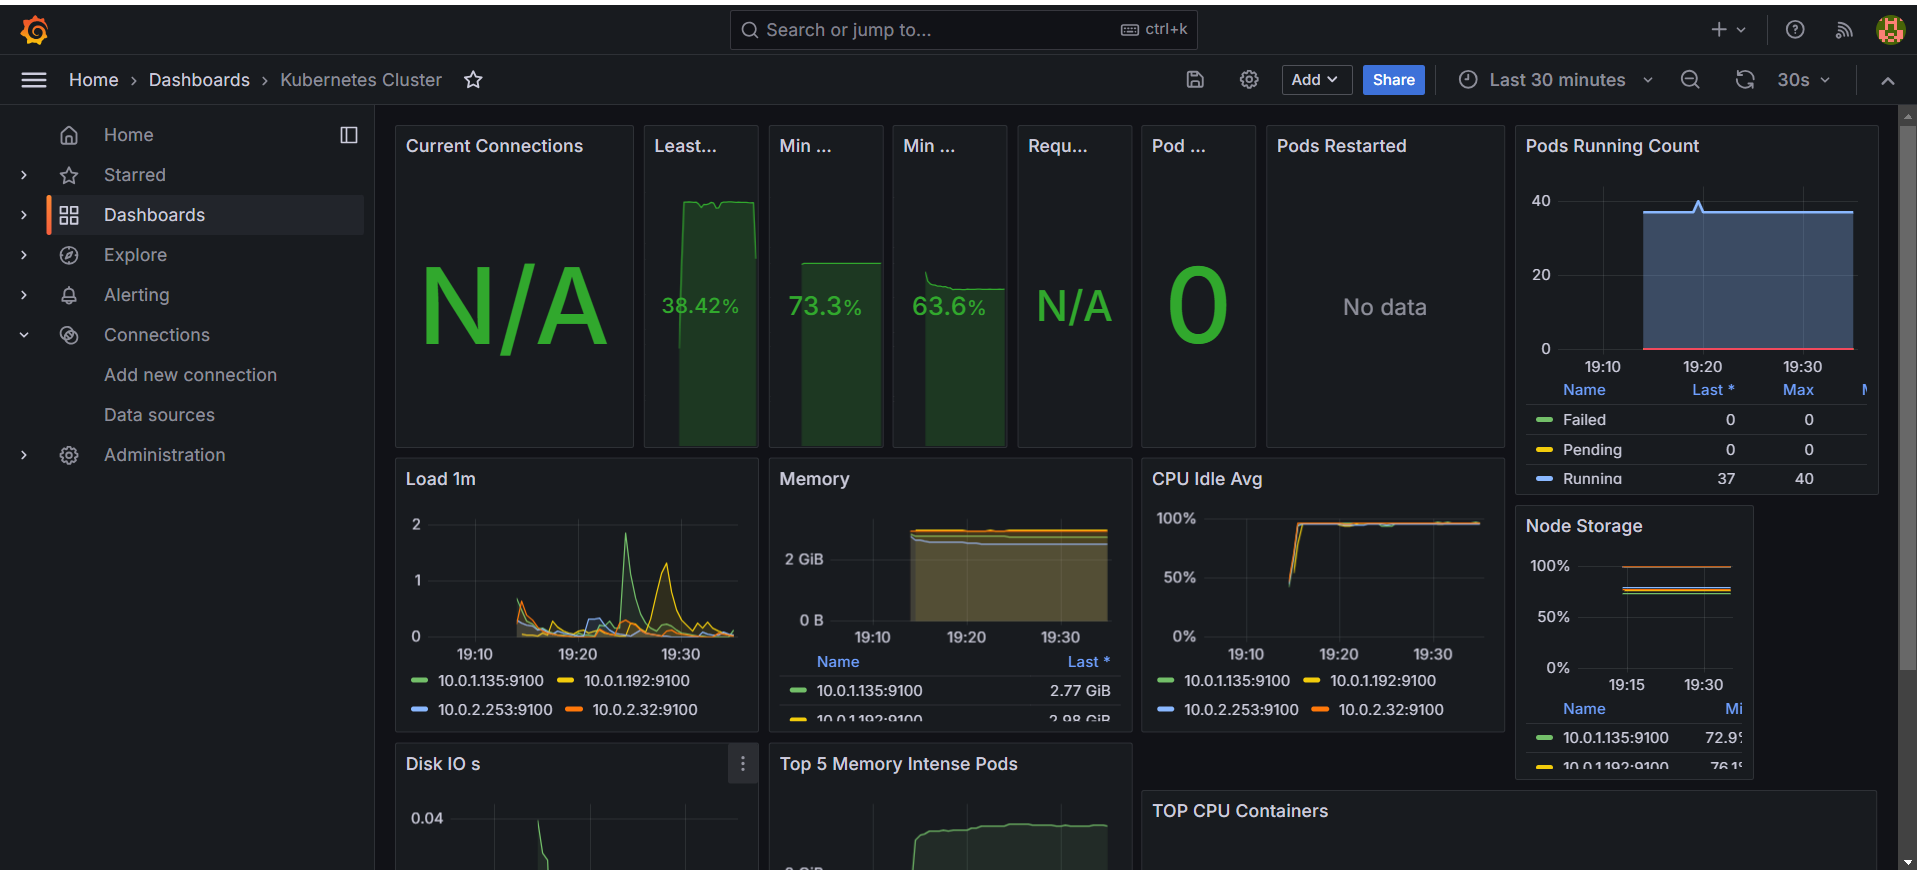 Search or jump to...
ctrl+k
Home
Dashboards
Kubernetes Cluster
Add
Share
Last 30 minutes
30s
Home
Starred
Dashboards
Explore
Alerting
Connections
Add new connection
Data sources
Administration
Current Connections
N/A
Least...
38.42%
Min ...
73.3%
Min ...
63.6%
Requ...
N/A
Pod ...
0
Pods Restarted
No data
Pods Running Count
40
20
0
19:10 19:20 19:30
Name Last * Max
Failed 0 0
Pending 0 0
Running 37 40
Load 1m
2
1
0
19:10 19:20 19:30
10.0.1.135:9100 10.0.1.192:9100
10.0.2.253:9100 10.0.2.32:9100
Memory
2 GiB
0 B
19:10 19:20 19:30
Name Last *
10.0.1.135:9100 2.77 GiB
10.0.1.192:9100 2.98 GiB
CPU Idle Avg
100%
50%
0%
19:10 19:20 19:30
10.0.1.135:9100 10.0.1.192:9100
10.0.2.253:9100 10.0.2.32:9100
Node Storage
100%
50%
0%
19:15 19:30
Name Mi
10.0.1.135:9100 72.9%
10.0.1.192:9100 76.1%
Disk IO s
0.04
Top 5 Memory Intense Pods
TOP CPU Containers